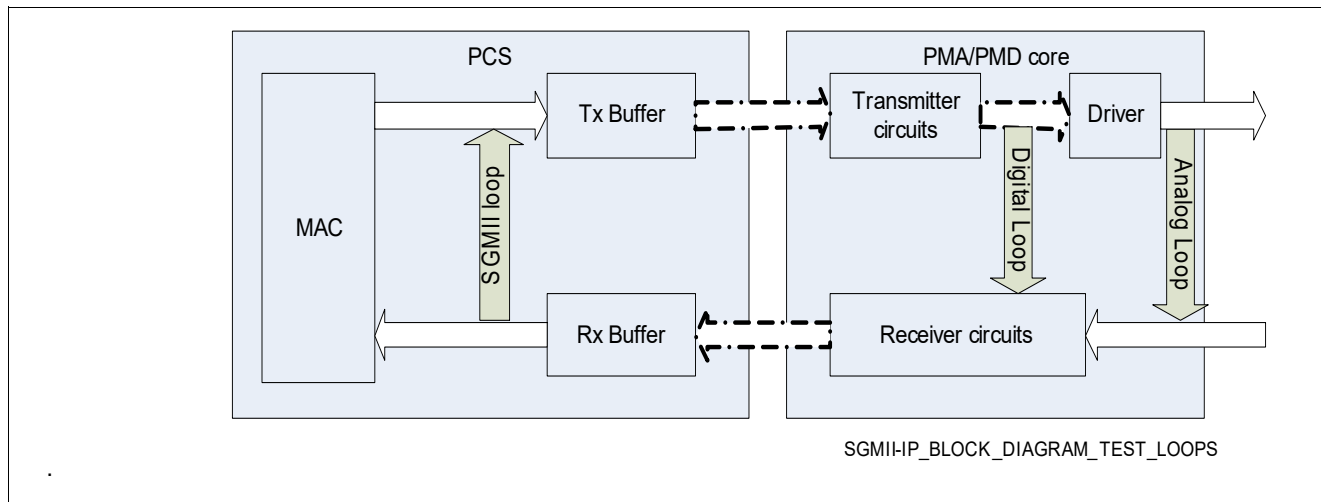 PCS
PMA/PMD core
MAC
Tx Buffer
Transmitter
circuits
Driver
SGMII loop
Digital Loop
Analog Loop
Rx Buffer
Receiver circuits
SGMII-IP_BLOCK_DIAGRAM_TEST_LOOPS
.